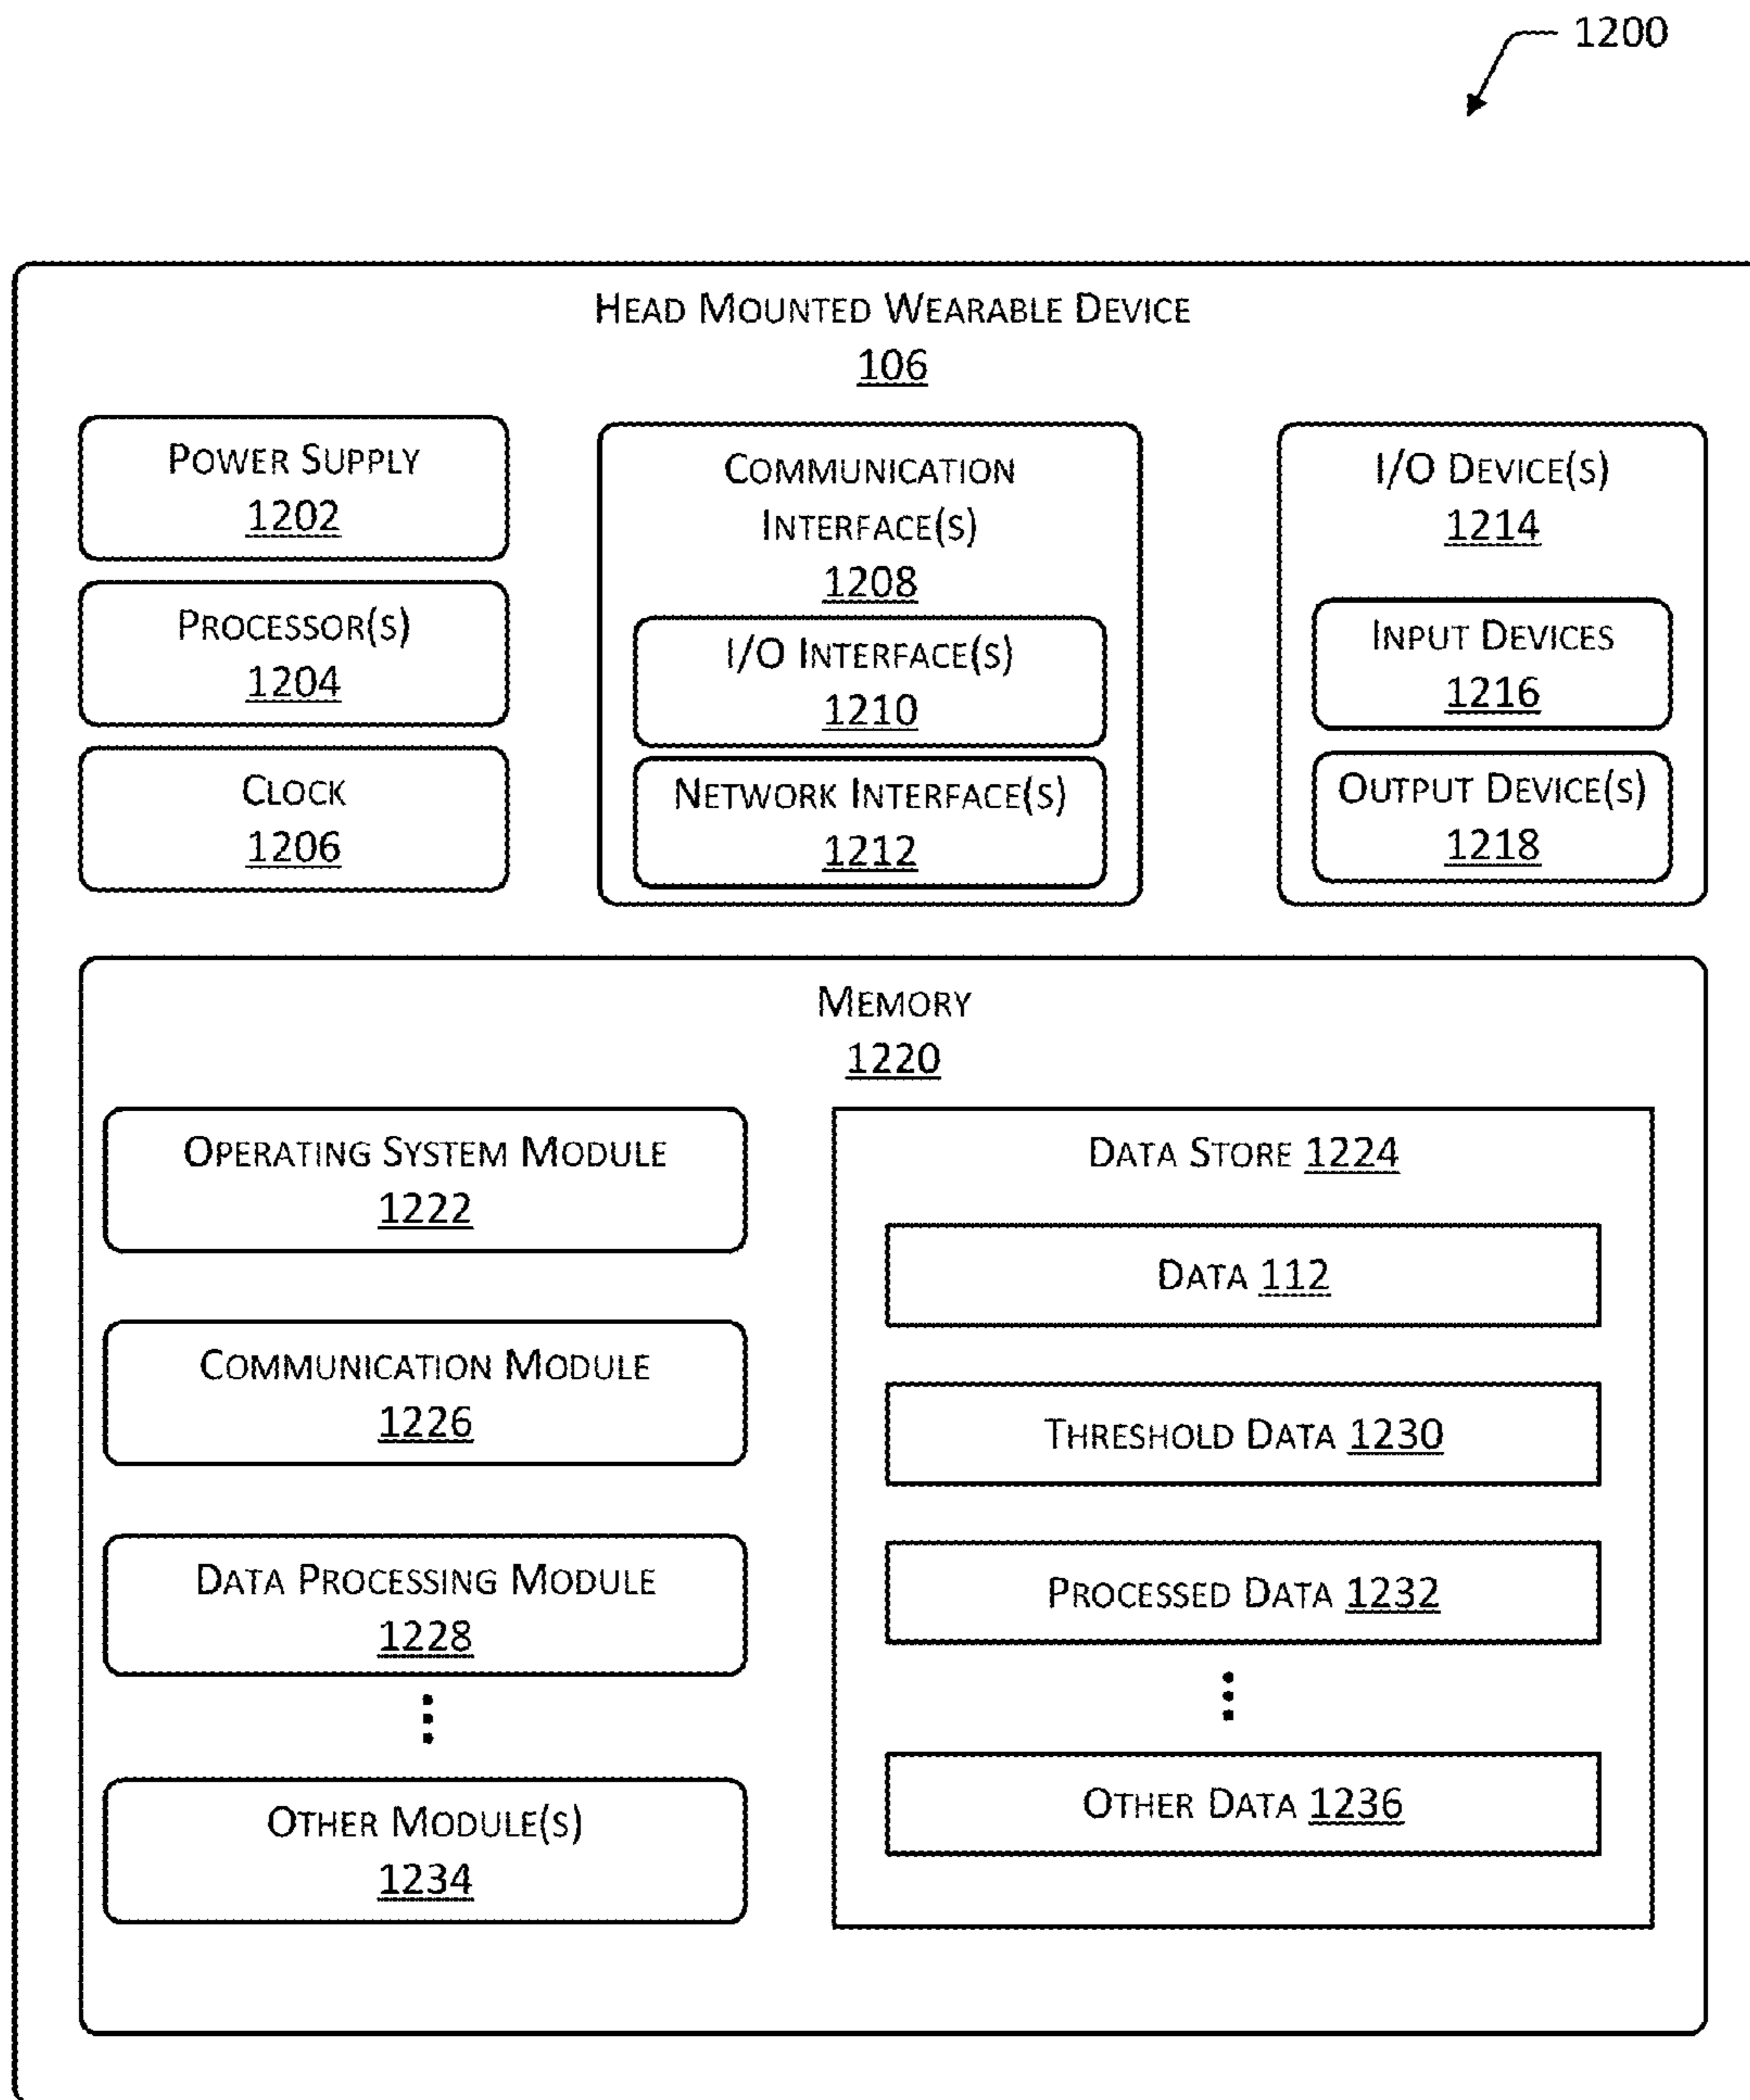 1200
HEAD MOUNTED WEARABLE DEVICE
106
POWER SUPPLY
1202
PROCESSOR(S)
1204
CLOCK
1206
COMMUNICATION
INTERFACE(S)
1208
I/O INTERFACE(S)
1210
NETWORK INTERFACE(S)
1212
I/O DEVICE(S)
1214
INPUT DEVICES
1216
OUTPUT DEVICE(S)
1218
MEMORY
1220
OPERATING SYSTEM MODULE
1222
COMMUNICATION MODULE
1226
DATA PROCESSING MODULE
1228
OTHER MODULE(S)
1234
DATA STORE 1224
DATA 112
THRESHOLD DATA 1230
PROCESSED DATA 1232
OTHER DATA 1236